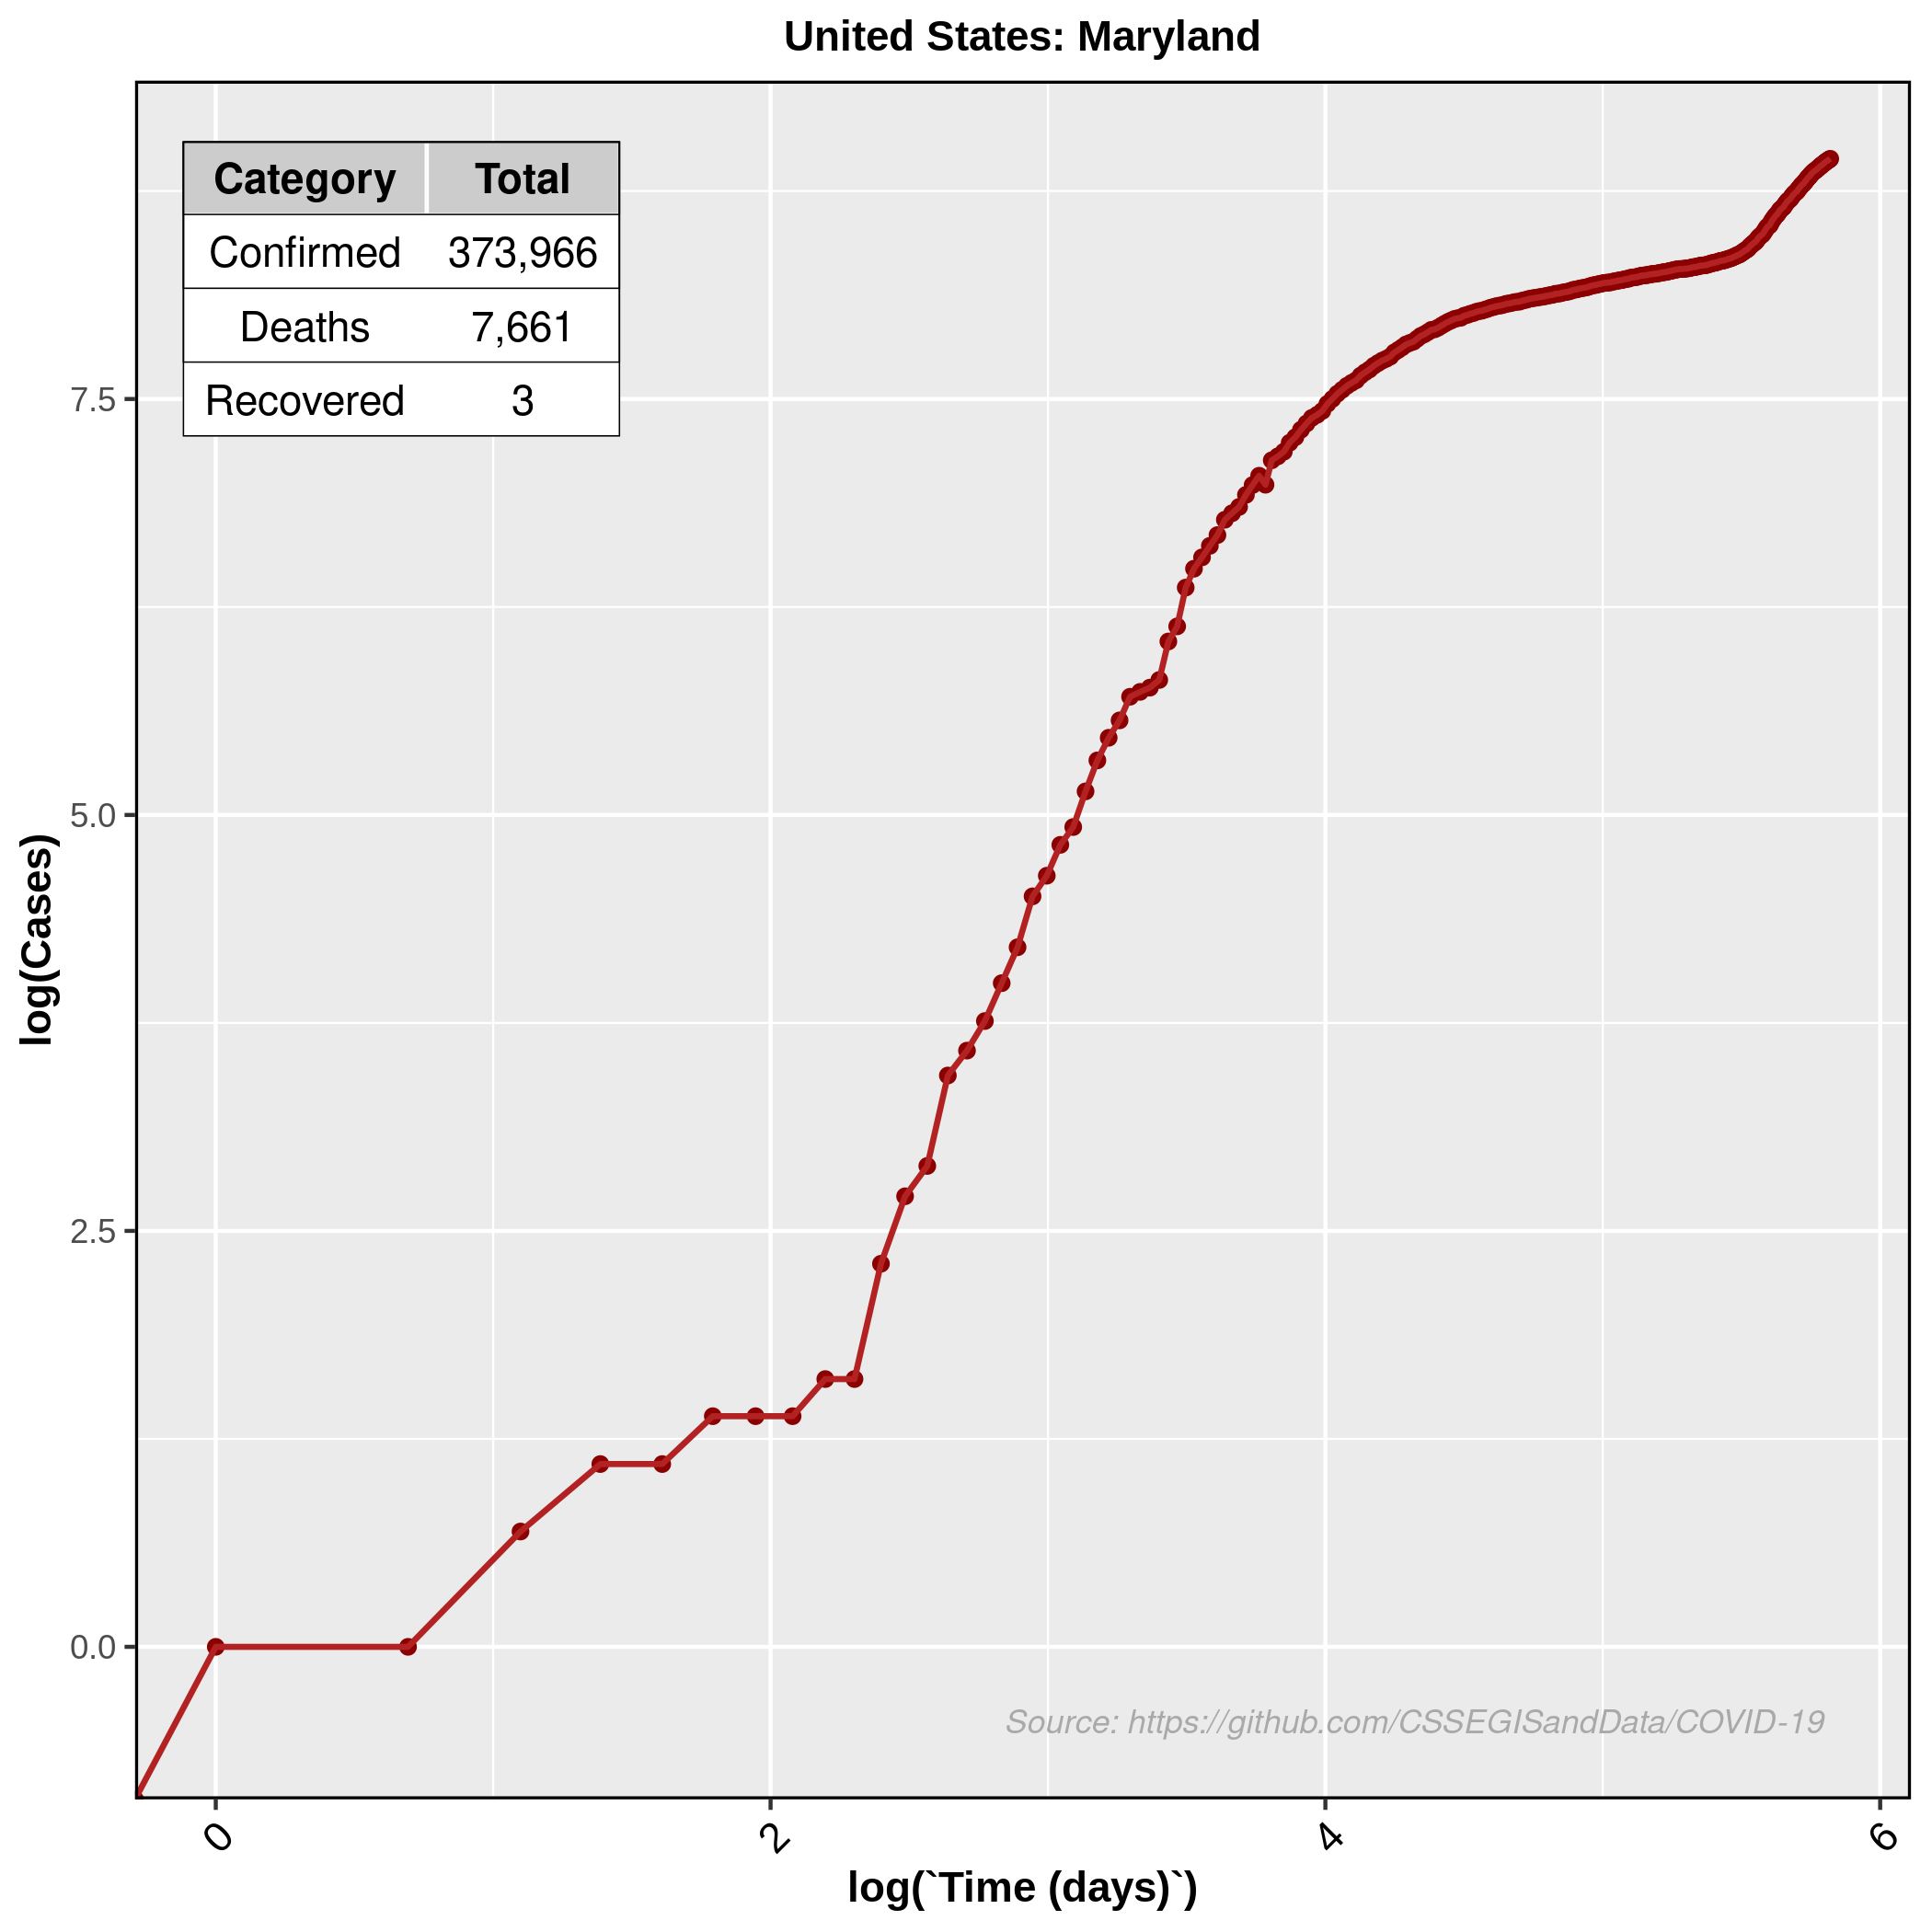 United States: Maryland
Category Total
Confirmed 373,966
Deaths 7,661
Recovered 3
7.5
5.0
2.5
0.0
log(Cases)
Source: https://github.com/CSSEGISandData/COVID-19
0 2 4 6
log(`Time (days)`)